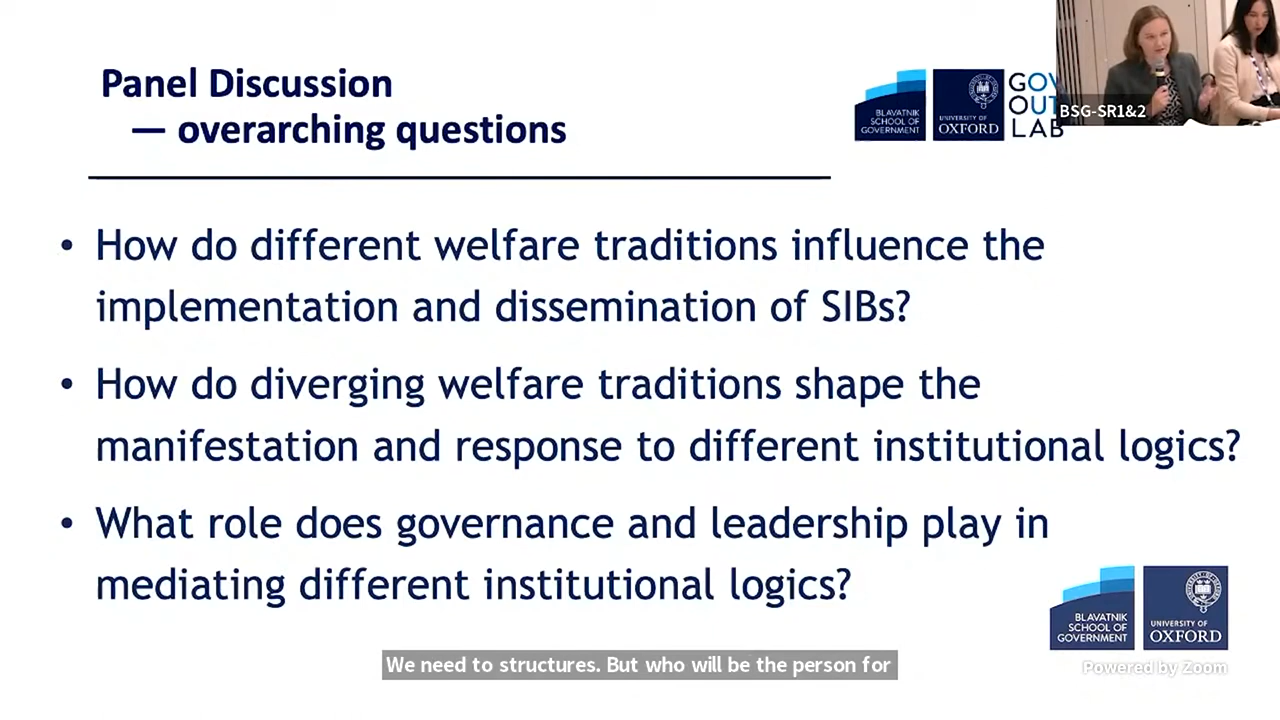 Panel Discussion
— overarching questions
BLAVATNIK
SCHOOL OF
GOVERNMENT
UNIVERSITY OF
OXFORD
GOV
OUT
LAB
BSG-SR1&2
• How do different welfare traditions influence the
implementation and dissemination of SIBs?
• How do diverging welfare traditions shape the
manifestation and response to different institutional logics?
• What role does governance and leadership play in
mediating different institutional logics?
BLAVATNIK
SCHOOL OF
GOVERNMENT
UNIVERSITY OF
OXFORD
We need to structures. But who will be the person for
Powered by Zoom